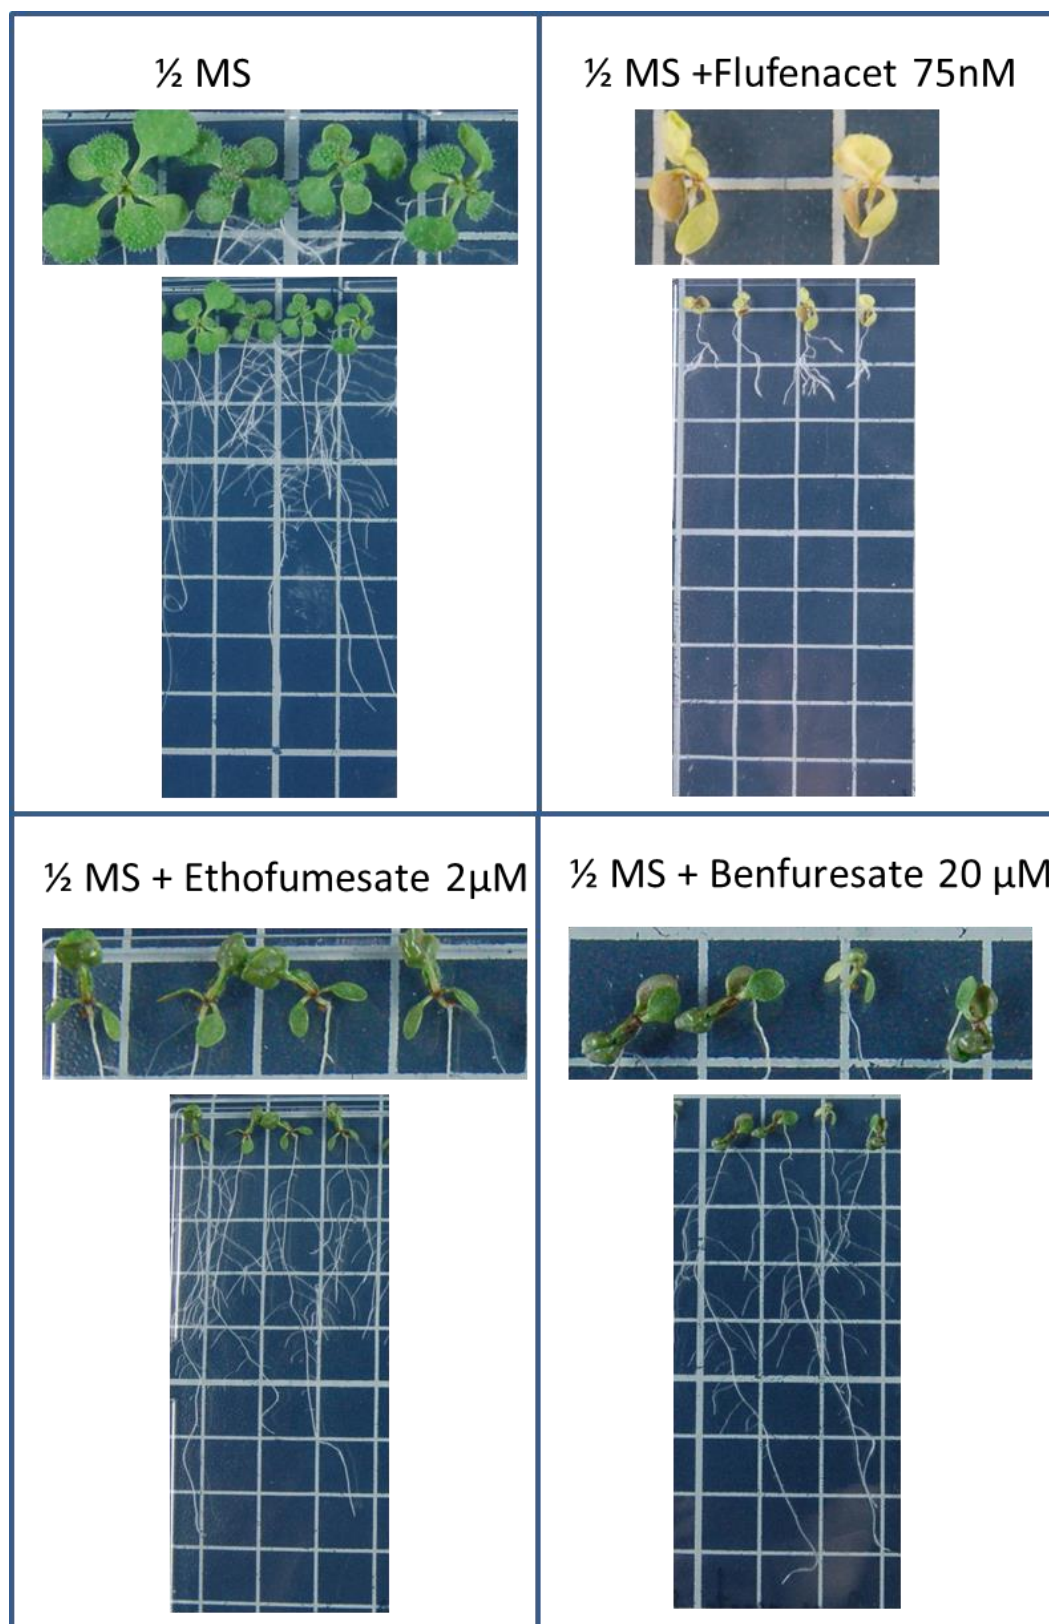 ½ MS
½ MS +Flufenacet 75nM
½ MS + Ethofumesate 2µM
½ MS + Benfuresate 20 µM